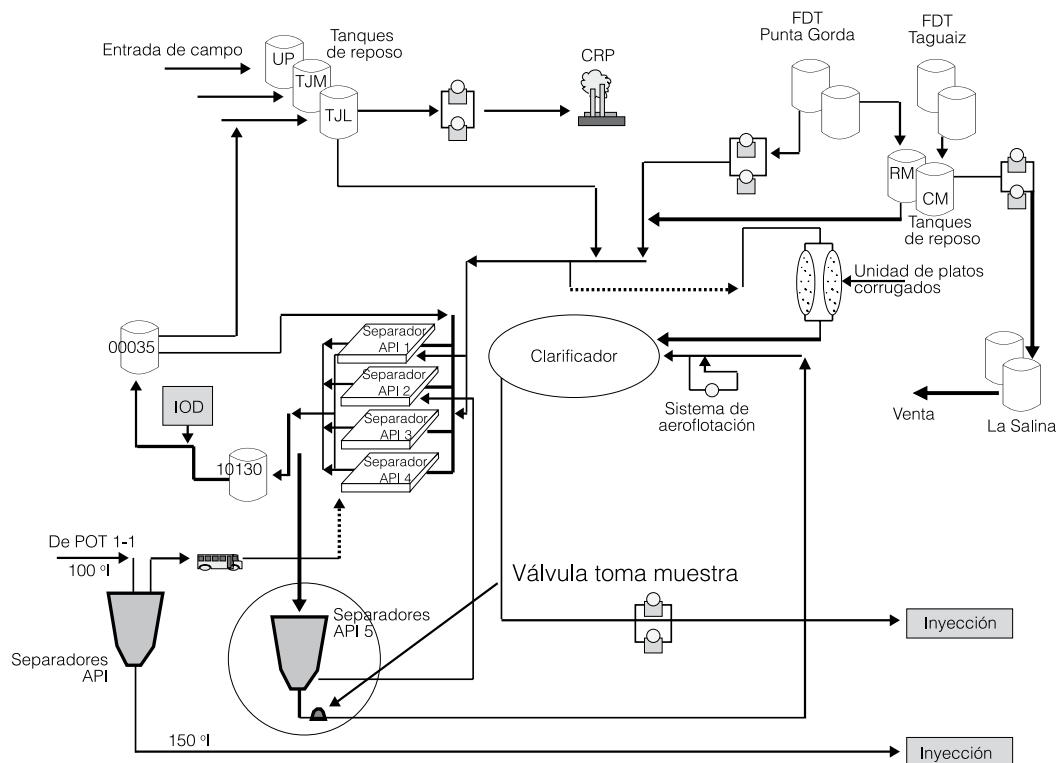 FDT
Punta Gorda
FDT
Taguaiz
Entrada de campo
Tanques
de reposo
UP
TJM
TJL
CRP
RM
CM
Tanques
de reposo
Unidad de platos
corrugados
00035
Separador
API 1
Separador
API 2
Separador
API 3
Separador
API 4
Clarificador
Sistema de
aeroflotación
Venta
La Salina
IOD
10130
De POT 1-1
100 ºl
Válvula toma muestra
Separadores
API 5
Inyección
Separadores
API
150 ºl
Inyección